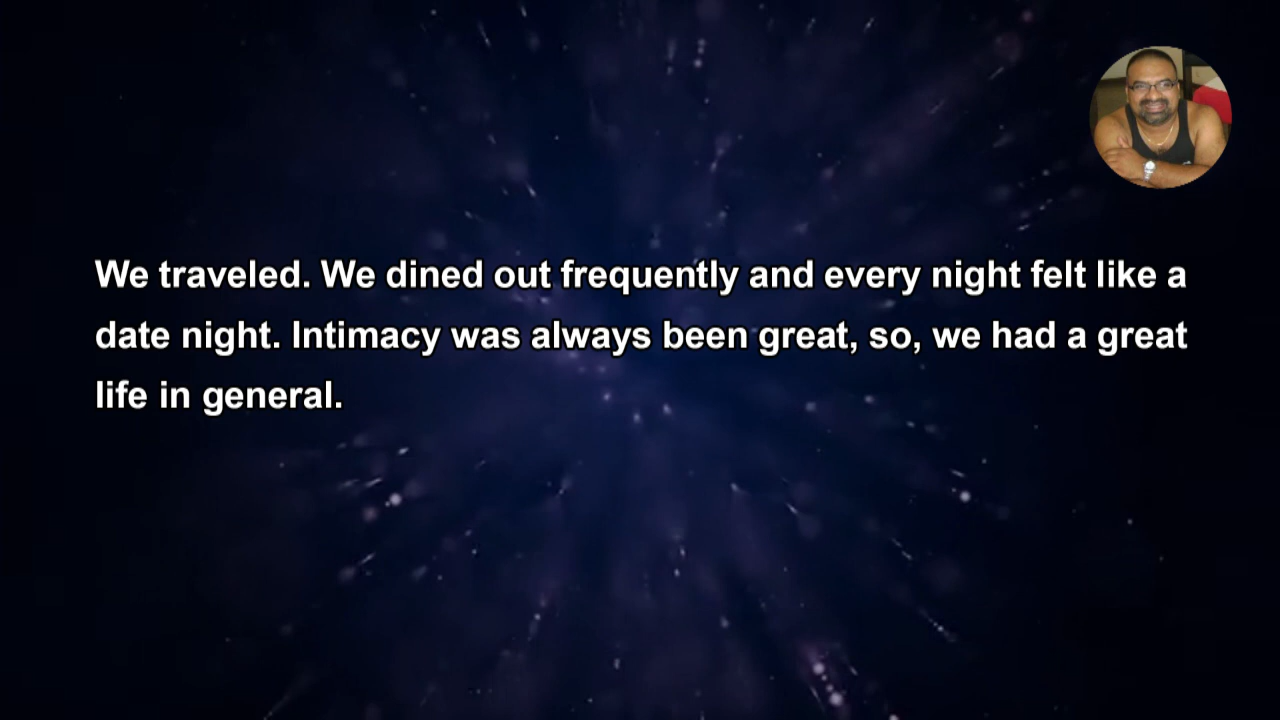 We traveled. We dined out frequently and every night felt like a
date night. Intimacy was always been great, so, we had a great
life in general.